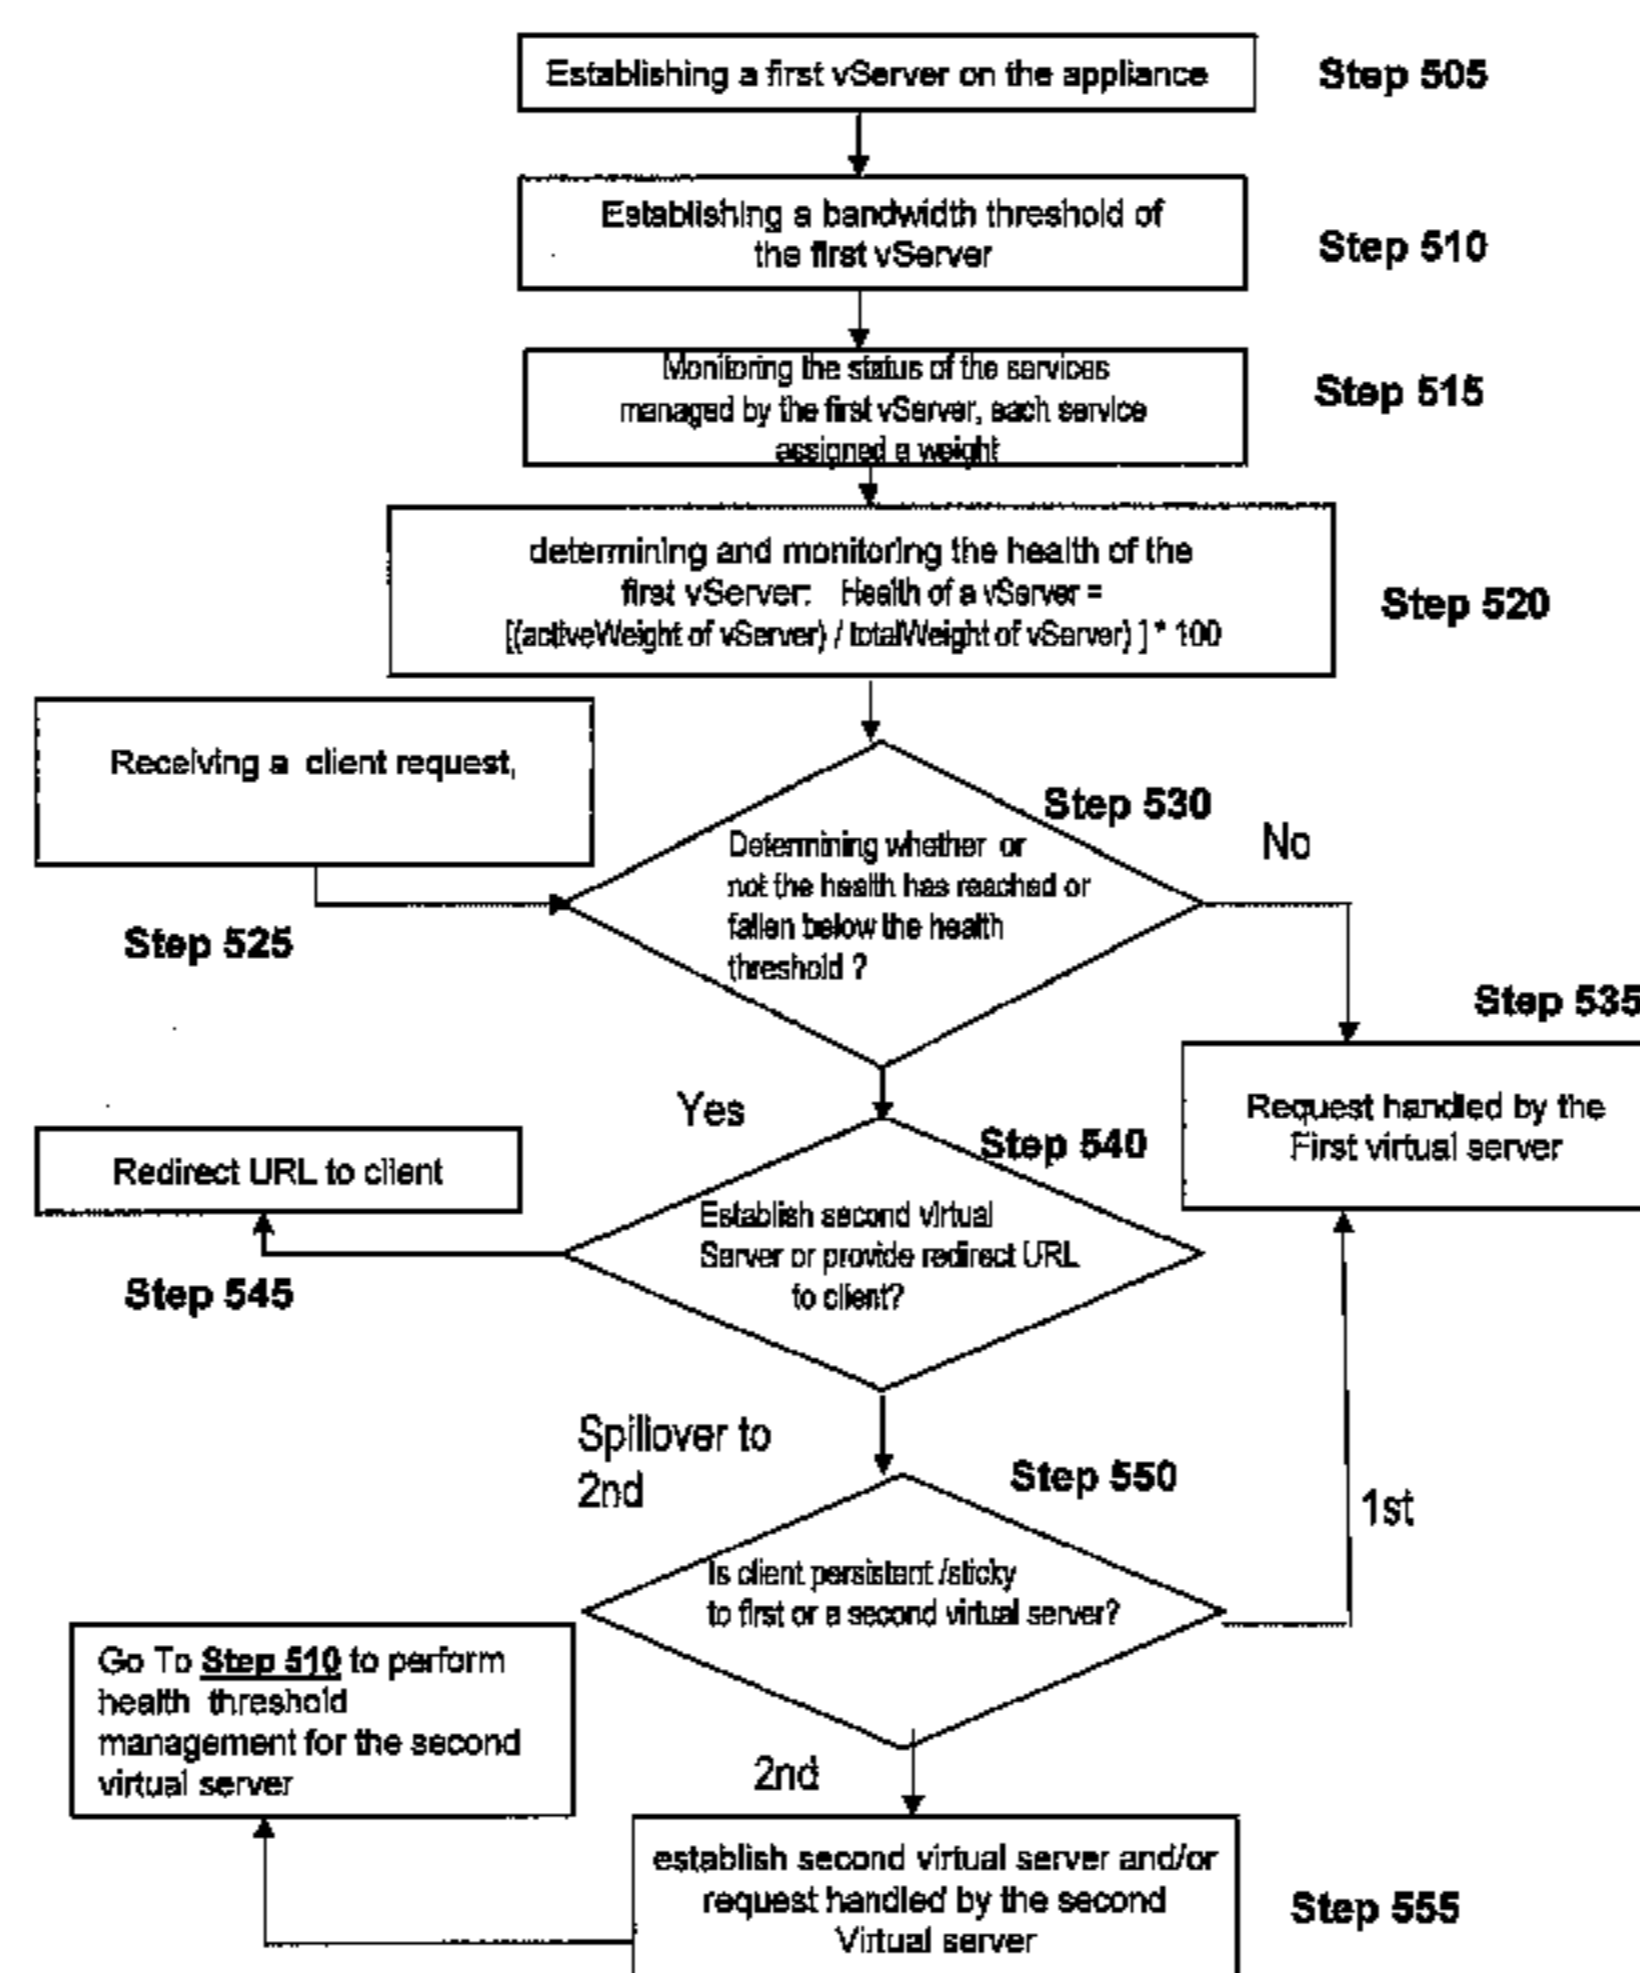 Establishing a first vServer on the appliance
Step 505
Establishing a bandwidth threshold of
the first vServer
Step 510
Monitoring the status of the services
managed by the first vServer, each service
assigned a weight
Step 515
determining and monitoring the health of the
first vServer: Health of a vServer =
[(activeWeight of vServer) / totalWeight of vServer) ] * 100
Step 520
Receiving a client request,
Step 525
Step 530
Determining whether or
not the health has reached or
fallen below the health
threshold ?
No
Step 535
Request handled by the
First virtual server
Yes
Step 540
Establish second virtual
Server or provide redirect URL
to client?
Redirect URL to client
Step 545
Spillover to
2nd
Step 550
Is client persistent /sticky
to first or a second virtual server?
1st
2nd
Go To Step 510 to perform
health threshold
management for the second
virtual server
establish second virtual server and/or
request handled by the second
Virtual server
Step 555